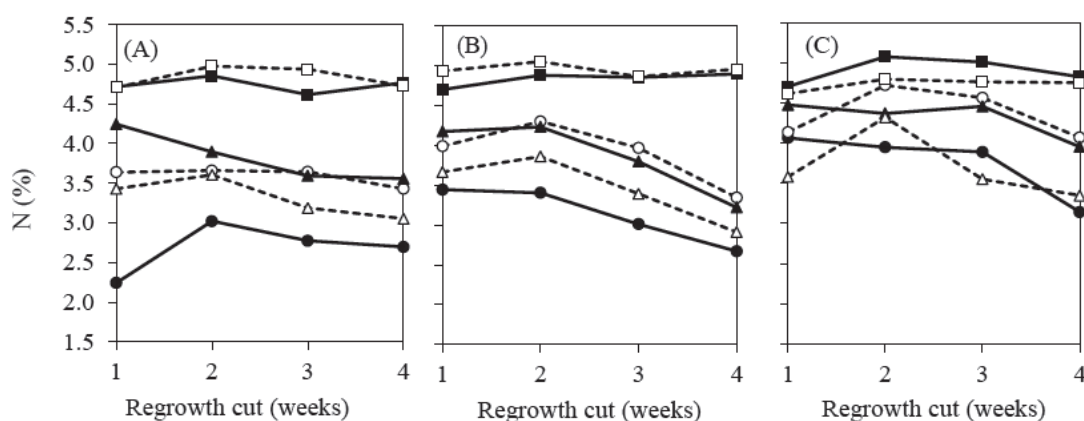 (A) (B) (C)
N (%)
5.5
5.0
4.5
4.0
3.5
3.0
2.5
2.0
1.5
1 2 3 4 1 2 3 4 1 2 3 4
Regrowth cut (weeks) Regrowth cut (weeks) Regrowth cut (weeks)